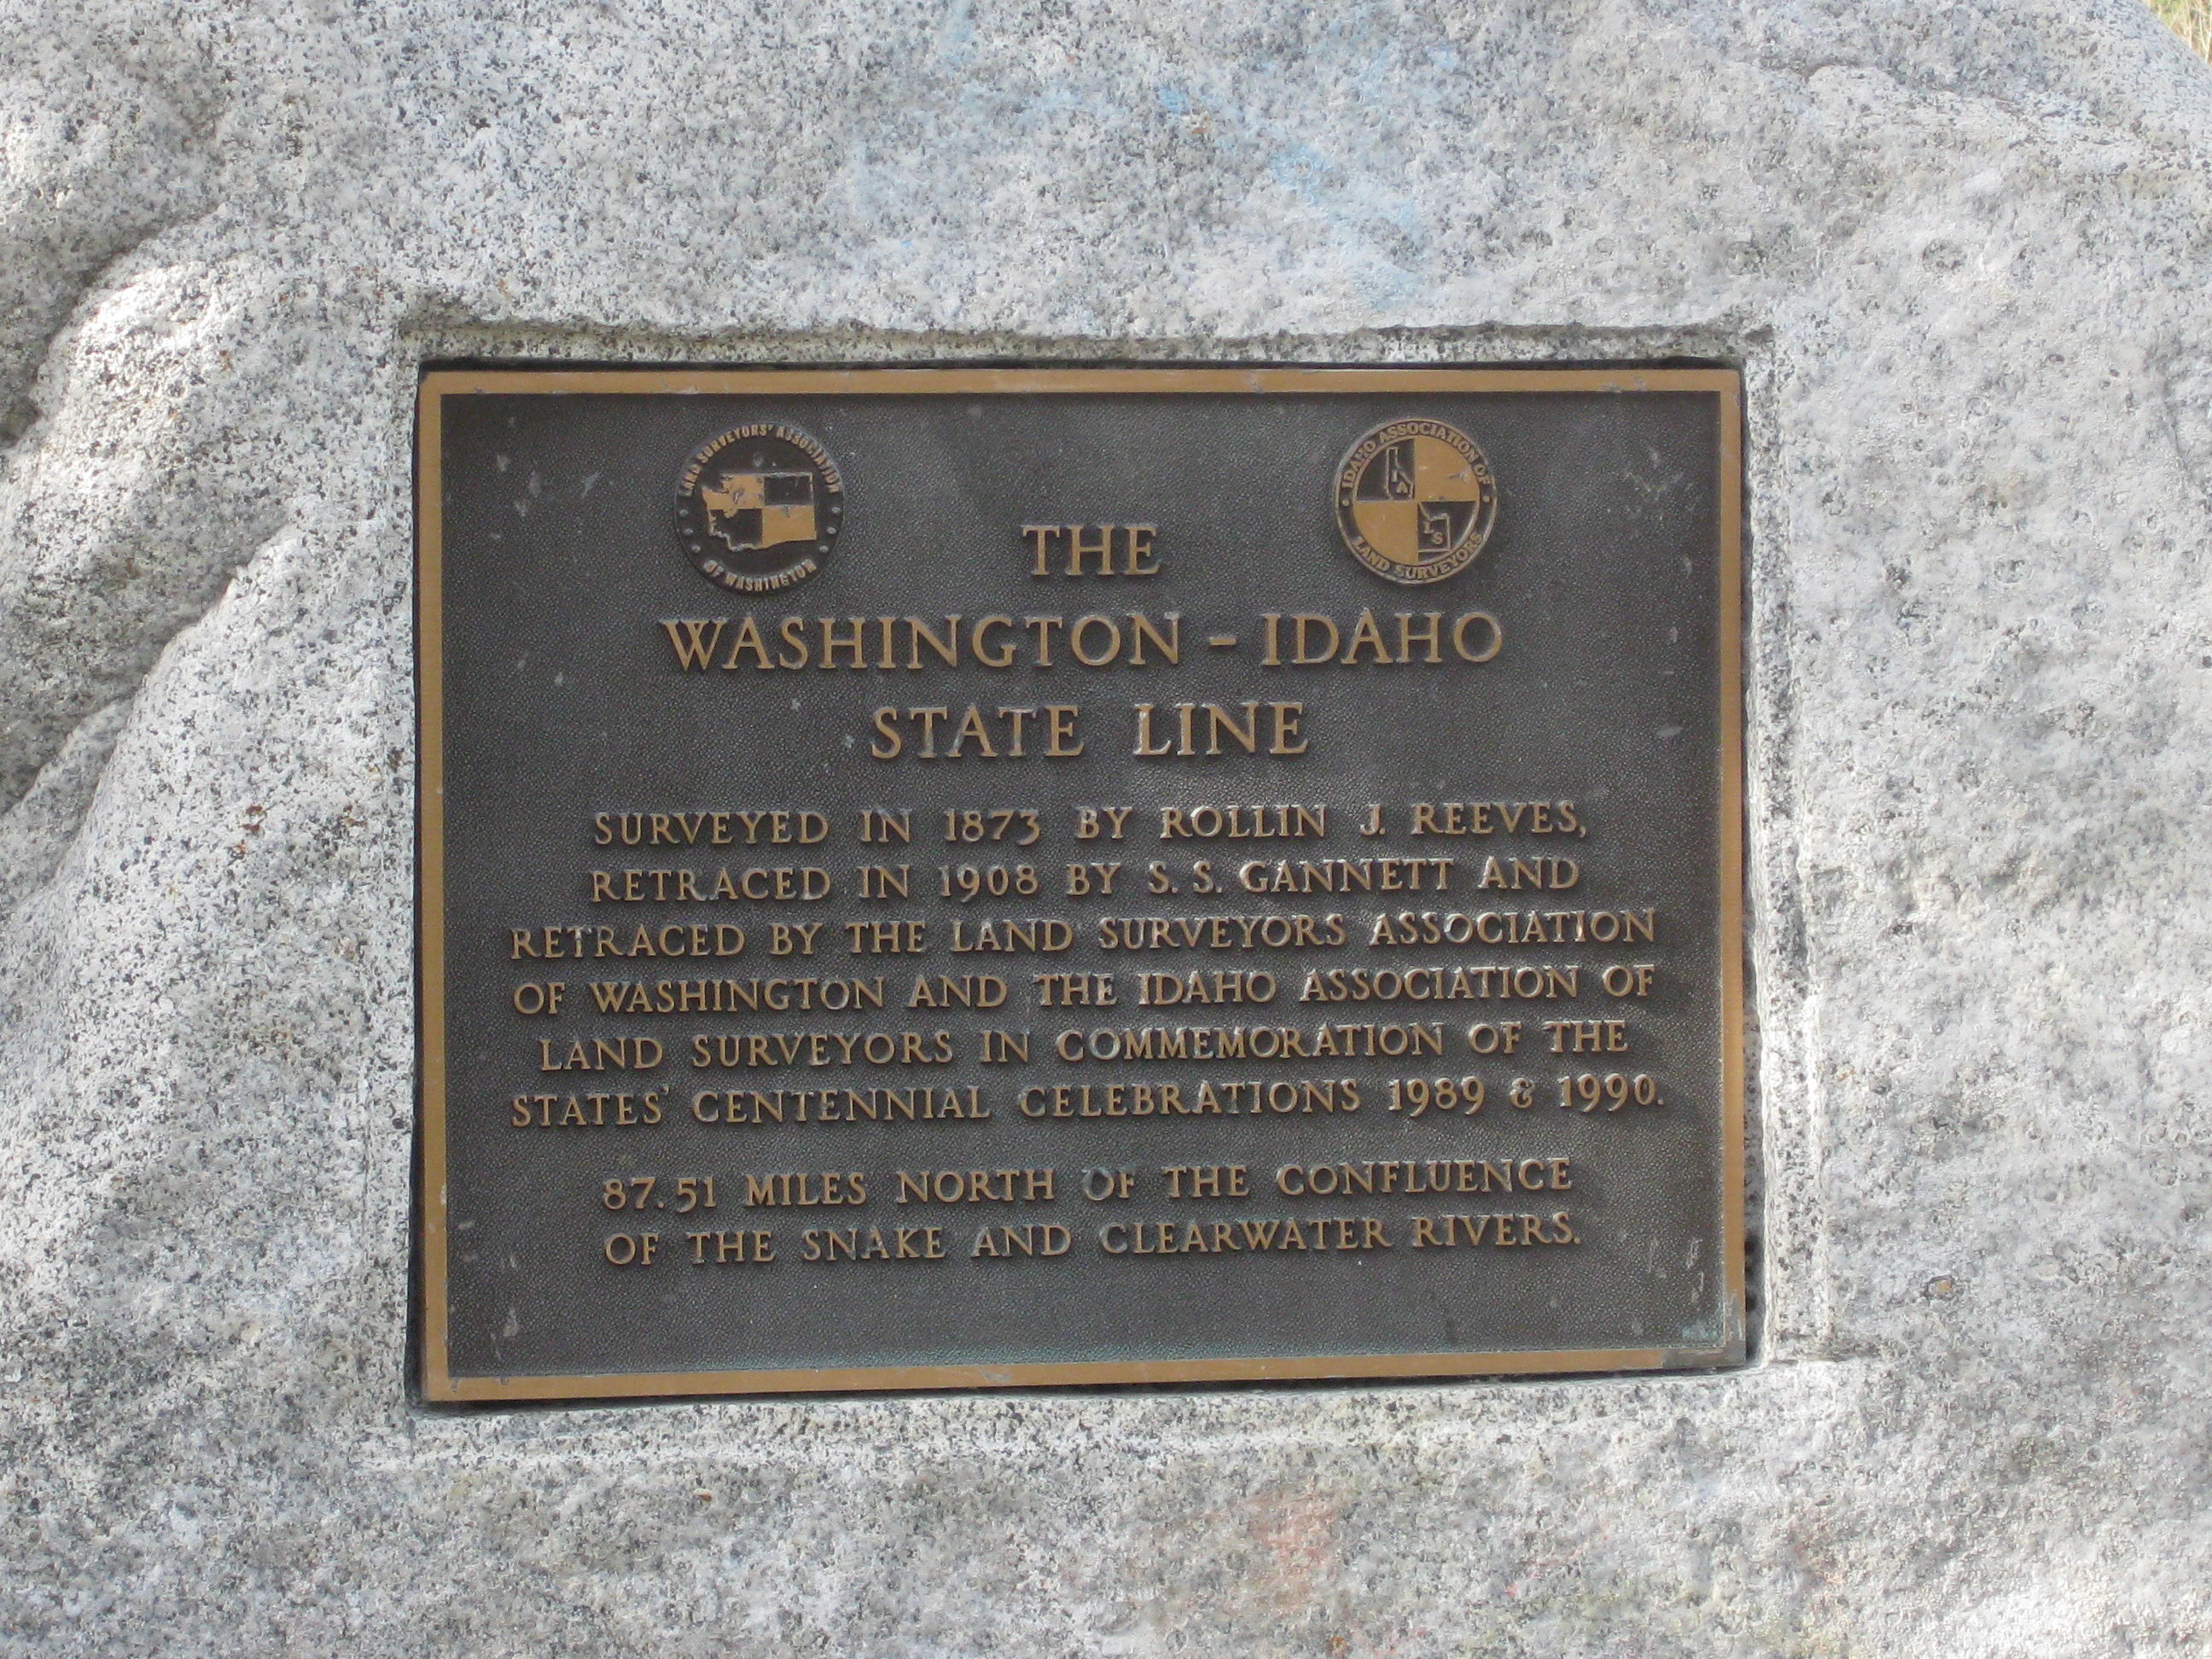 LAND SURVEYORS' ASSOCIATION
OF WASHINGTON
IDAHO ASSOCIATION OF
LAND SURVEYORS
I
A
L
S
THE
WASHINGTON - IDAHO
STATE LINE
SURVEYED IN 1873 BY ROLLIN J. REEVES,
RETRACED IN 1908 BY S. S. GANNETT AND
RETRACED BY THE LAND SURVEYORS ASSOCIATION
OF WASHINGTON AND THE IDAHO ASSOCIATION OF
LAND SURVEYORS IN COMMEMORATION OF THE
STATES' CENTENNIAL CELEBRATIONS 1989 & 1990.
87.51 MILES NORTH OF THE CONFLUENCE
OF THE SNAKE AND CLEARWATER RIVERS.